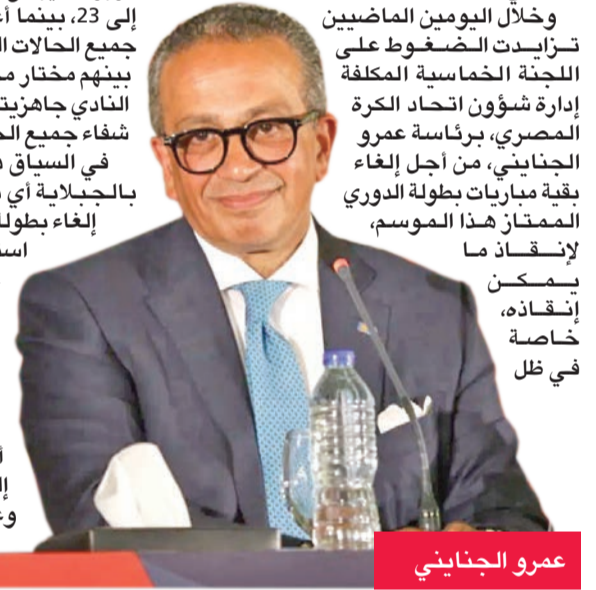 وخلال اليومين الماضيين
تزايدت الضغوط على
اللجنة الخماسية المكلفة
إدارة شؤون اتحاد الكرة
المصري، برئاسة عمرو
الجنايني، من أجل إلغاء
بقية مباريات بطولة الدوري
الممتاز هذا الموسم،
لإنقاذ ما
يمكن
إنقاذه،
خاصة
في ظل
إلى 23، بينما
جميع الحالات
بينهم مختار
النادي
شفاء جميع
في السياق
بالجبلاية أي
إلغاء
عمرو الجنايني